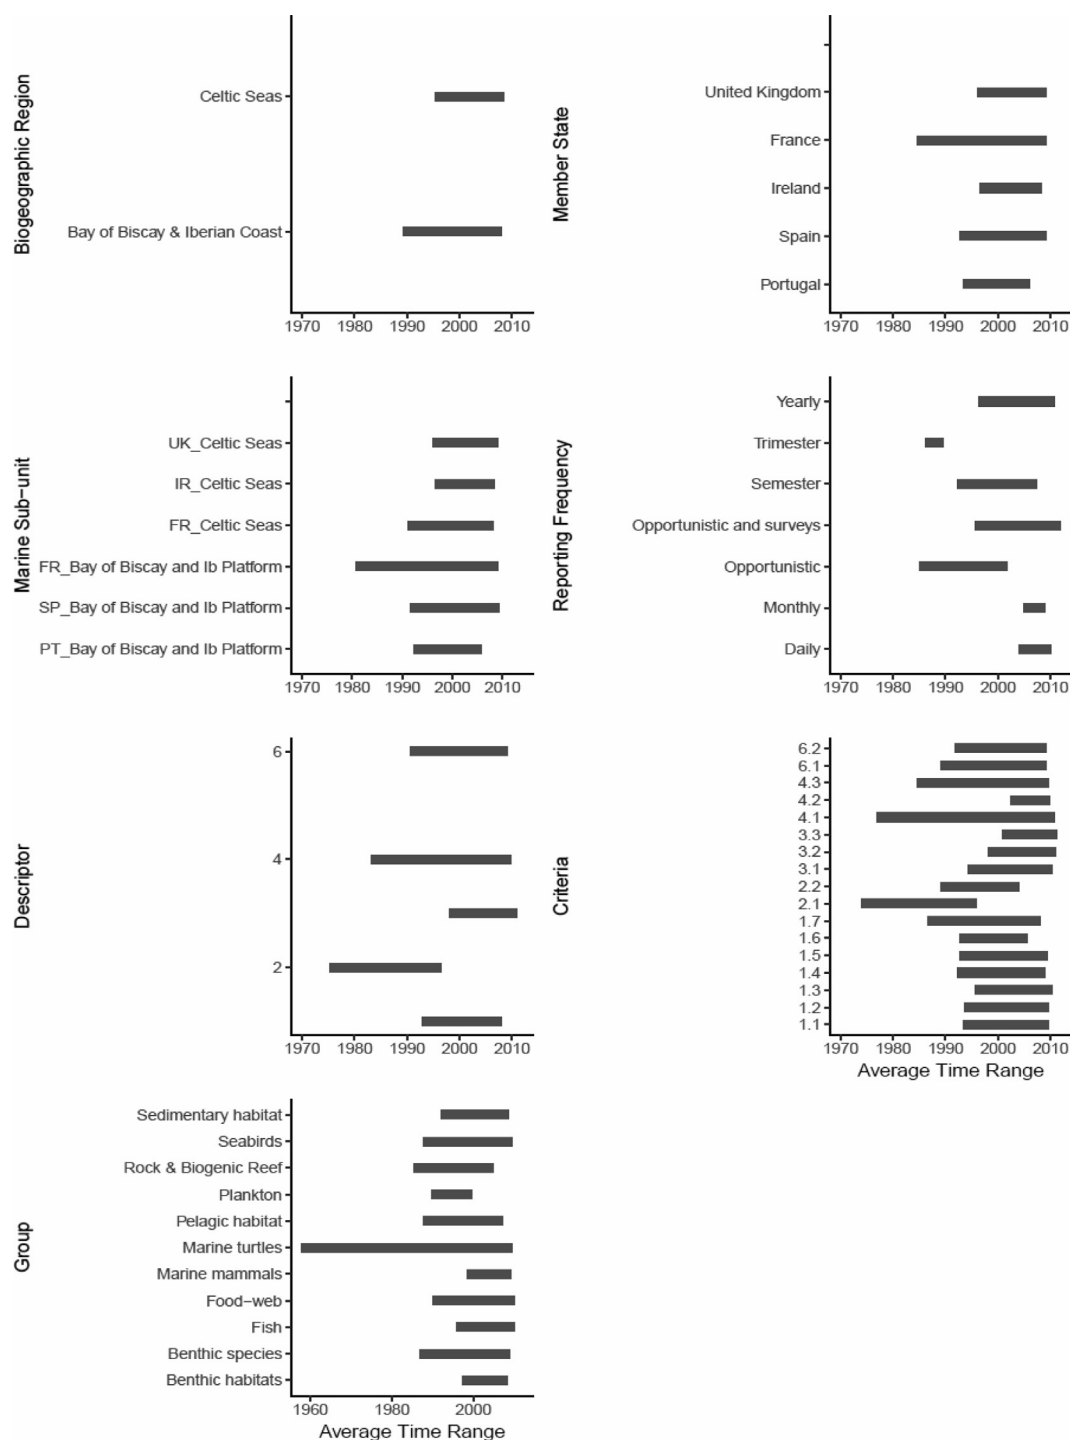 Biogeographic Region
Celtic Seas
Bay of Biscay & Iberian Coast
1970 1980 1990 2000 2010
Member State
United Kingdom
France
Ireland
Spain
Portugal
1970 1980 1990 2000 2010
Marine Sub-unit
UK_Celtic Seas
IR_Celtic Seas
FR_Celtic Seas
FR_Bay of Biscay and Ib Platform
SP_Bay of Biscay and Ib Platform
PT_Bay of Biscay and Ib Platform
1970 1980 1990 2000 2010
Reporting Frequency
Yearly
Trimester
Semester
Opportunistic and surveys
Opportunistic
Monthly
Daily
1970 1980 1990 2000 2010
Descriptor
6
4
2
1970 1980 1990 2000 2010
Criteria
6.2
6.1
4.3
4.2
4.1
3.3
3.2
3.1
2.2
2.1
1.7
1.6
1.5
1.4
1.3
1.2
1.1
1970 1980 1990 2000 2010
Average Time Range
Group
Sedimentary habitat
Seabirds
Rock & Biogenic Reef
Plankton
Pelagic habitat
Marine turtles
Marine mammals
Food-web
Fish
Benthic species
Benthic habitats
1960 1980 2000
Average Time Range